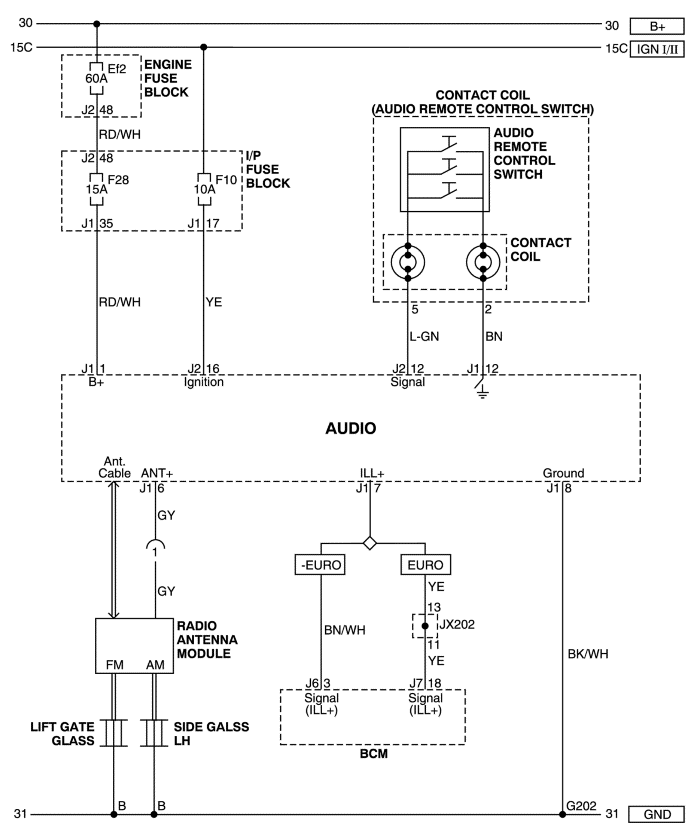 30 30 B+
15C 15C IGN I/II
Ef2
60A
ENGINE
FUSE
BLOCK
J2 48
RD/WH
J2 48
F28
15A
F10
10A
I/P
FUSE
BLOCK
J1 35
J1 17
RD/WH
YE
CONTACT COIL
(AUDIO REMOTE CONTROL SWITCH)
AUDIO
REMOTE
CONTROL
SWITCH
CONTACT
COIL
5
2
L-GN
BN
J1 1
B+
J2 16
Ignition
J2 12
Signal
J1 12
AUDIO
Ant.
Cable
ANT+
J1 6
ILL+
J1 7
Ground
J1 8
GY
1
GY
-EURO
EURO
YE
13
JX202
11
YE
BN/WH
BK/WH
RADIO
ANTENNA
MODULE
FM
AM
J6 3
Signal
(ILL+)
J7 18
Signal
(ILL+)
BCM
LIFT GATE
GLASS
SIDE GALSS
LH
B
B
G202
31 31 GND